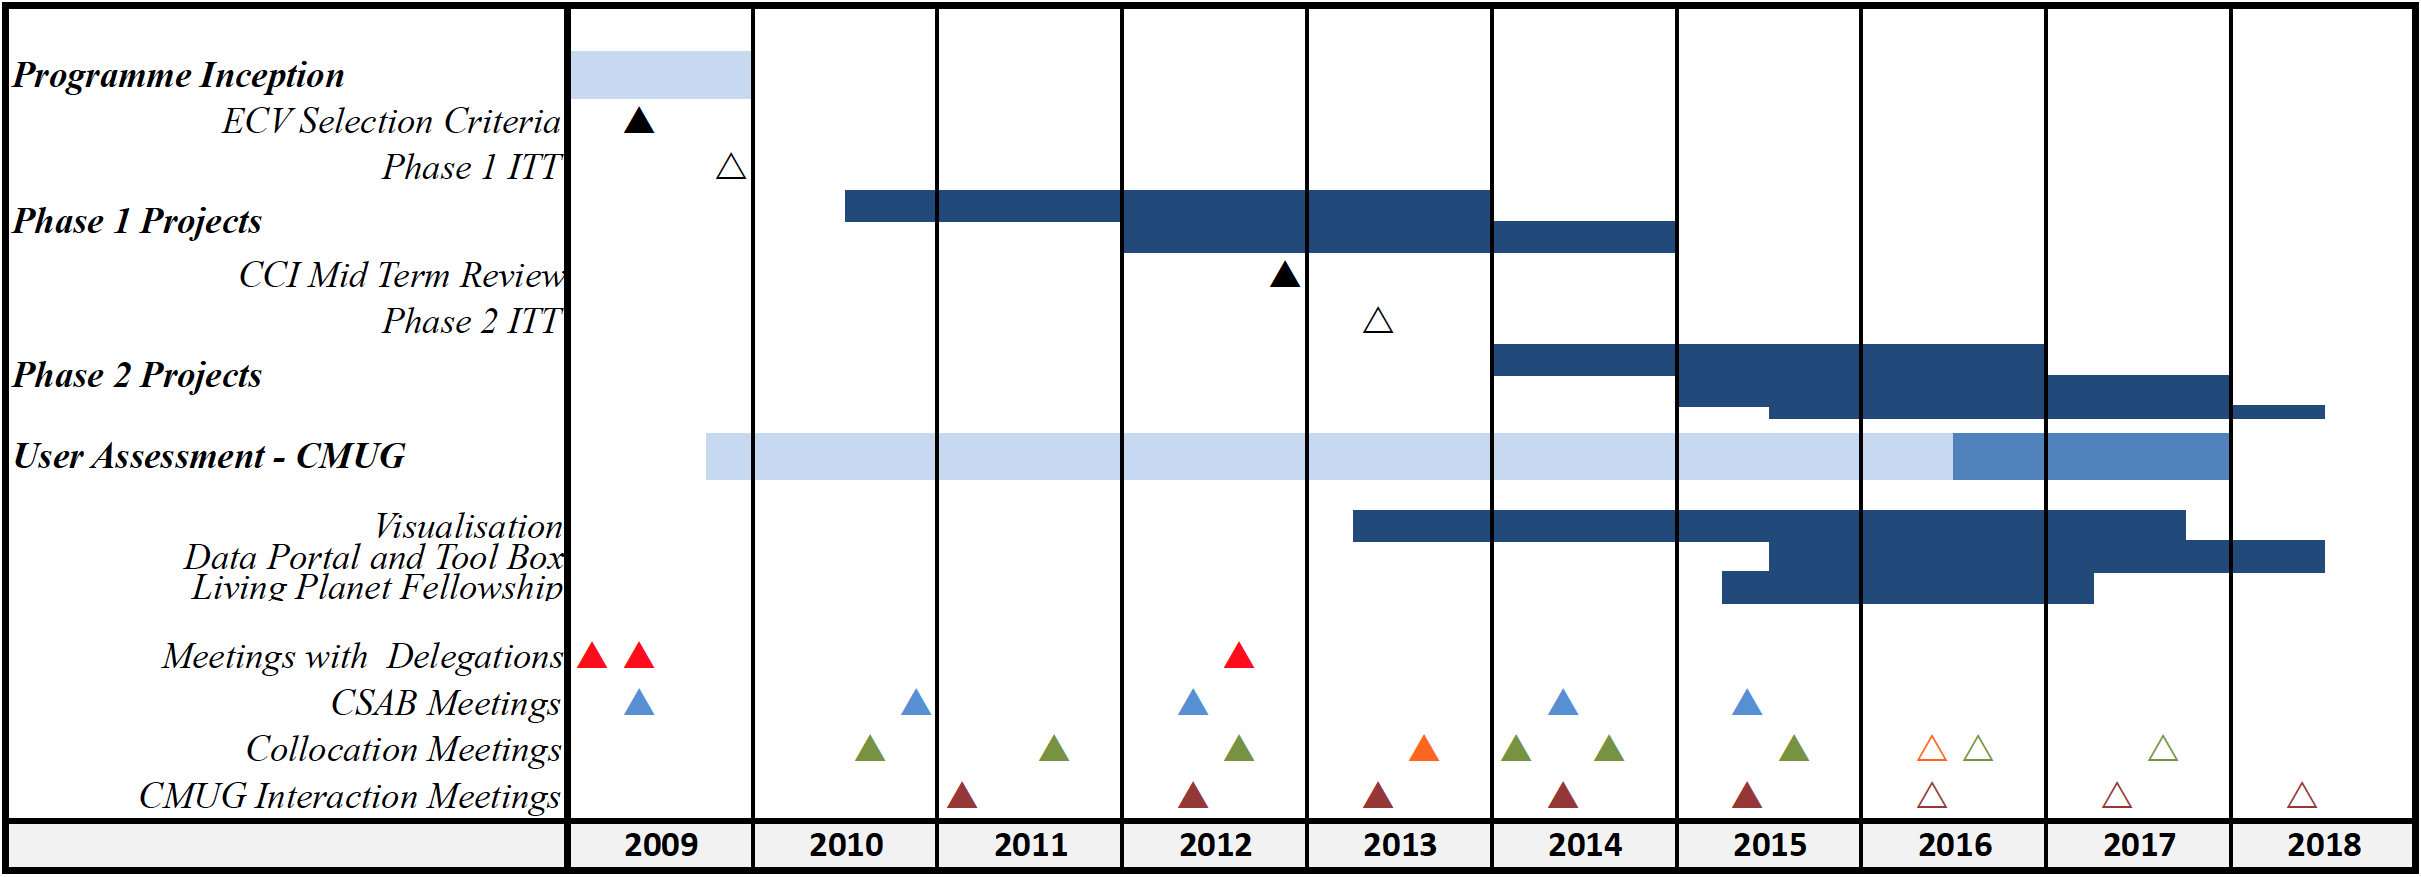 Programme Inception
ECV Selection Criteria
Phase 1 ITT
Phase 1 Projects
CCI Mid Term Review
Phase 2 ITT
Phase 2 Projects
User Assessment - CMUG
Visualisation
Data Portal and Tool Box
Living Planet Fellowship
Meetings with Delegations
CSAB Meetings
Collocation Meetings
CMUG Interaction Meetings
2009 2010 2011 2012 2013 2014 2015 2016 2017 2018